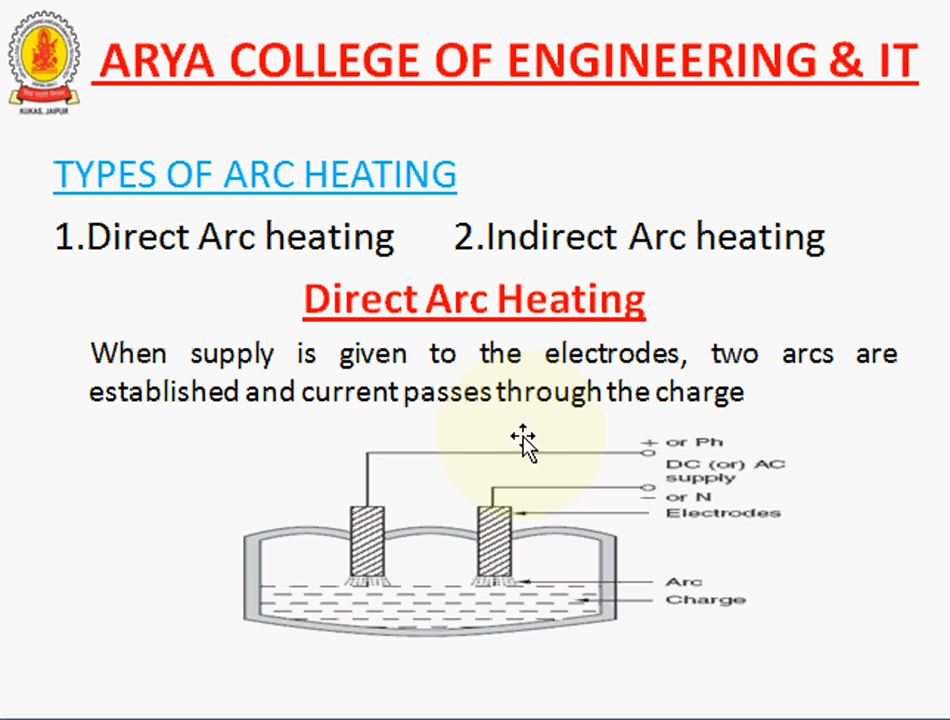 ARYA COLLEGE OF ENGINEERING & IT
KUKAS, JAIPUR
TYPES OF ARC HEATING
1.Direct Arc heating 2.Indirect Arc heating
Direct Arc Heating
When supply is given to the electrodes, two arcs are
established and current passes through the charge
+ or Ph
DC (or) AC
supply
− or N
Electrodes
Arc
Charge